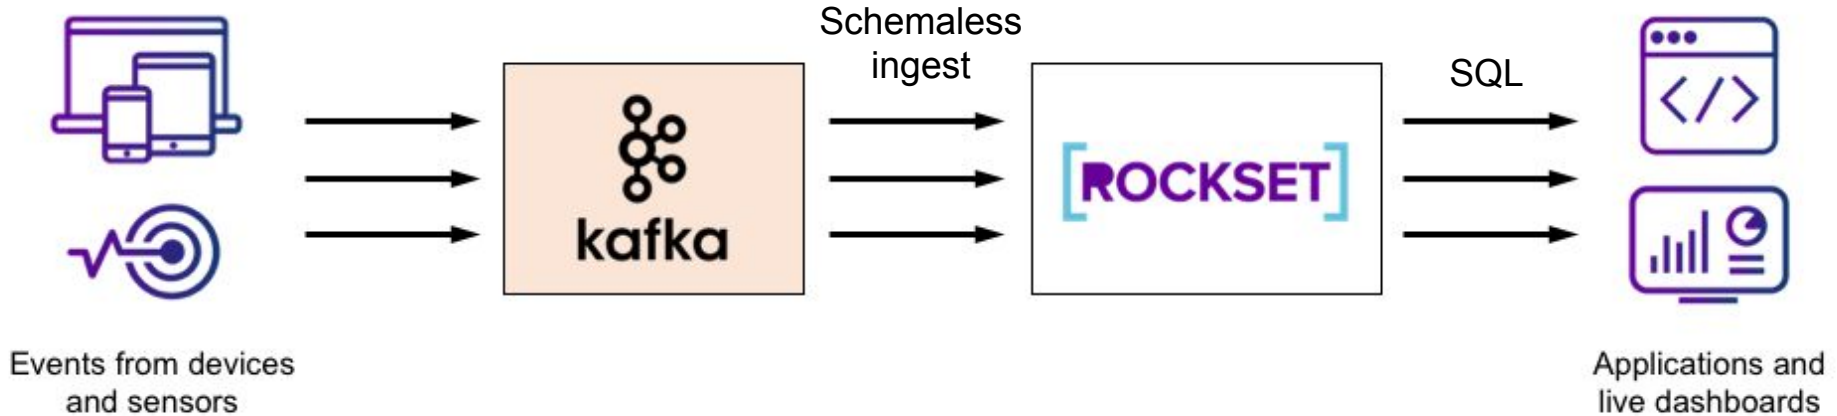 Schemaless
ingest
SQL
</>
kafka
[ROCKSET]
Events from devices
and sensors
Applications and
live dashboards